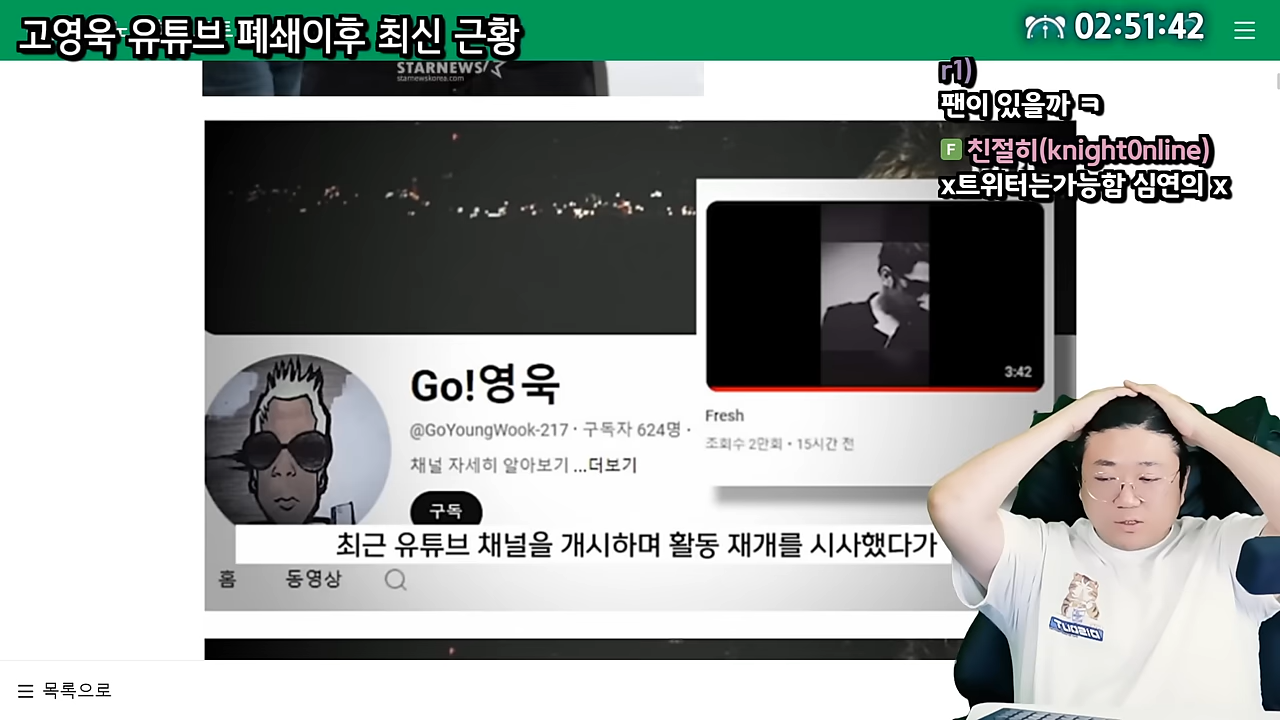 고영욱 유튜브 폐쇄이후 최신 근황
02:51:42
STARNEWS
starnewskorea.com
r1)
팬이 있을까 ㅋ
F 친절히(knight0nline)
x트위터는가능함 심연의 x
3:42
Fresh
조회수 2만회 • 15시간 전
Go!영욱
@GoYoungWook-217 · 구독자 624명 ·
채널 자세히 알아보기 ...더보기
구독
최근 유튜브 채널을 개시하며 활동 재개를 시사했다가
홈 동영상
목록으로